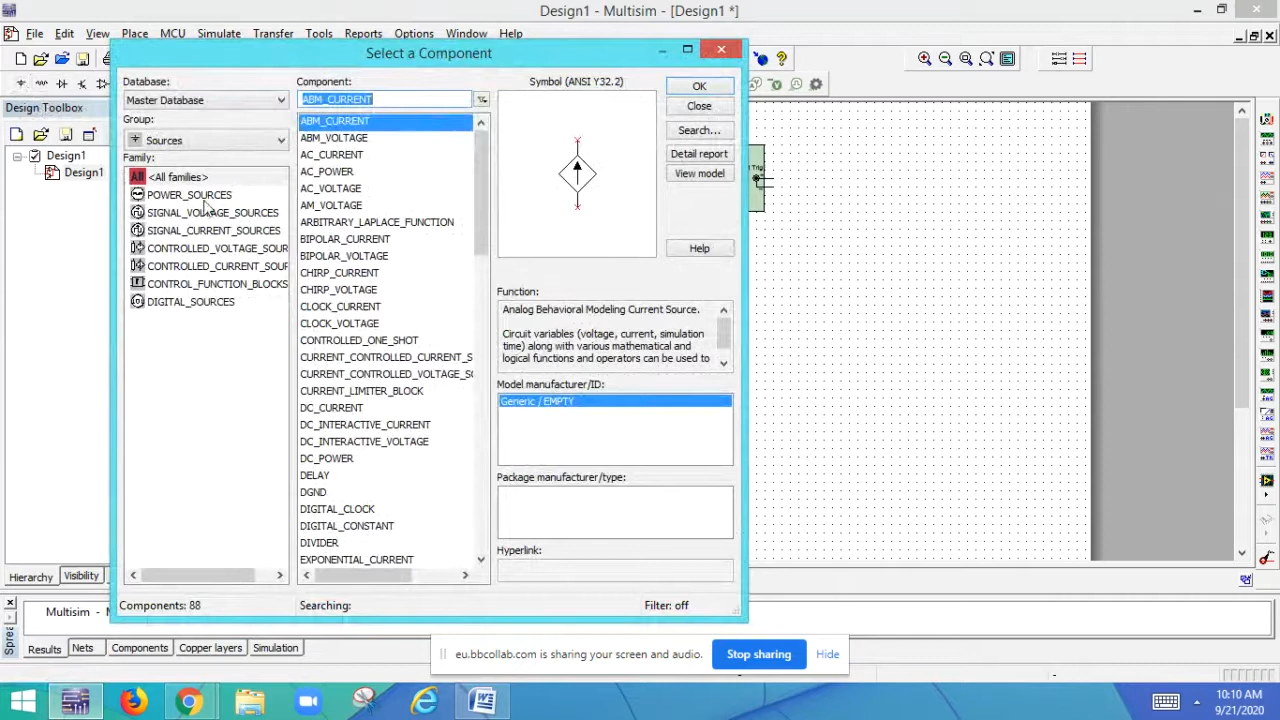 Design1 - Multisim - [Design1 *]
File Edit View Place MCU Simulate Transfer Tools Reports Options Window Help
Select a Component
Design Toolbox
Design1
Design1
Database:
Master Database
Group:
Sources
Family:
All <All families>
POWER_SOURCES
SIGNAL_VOLTAGE_SOURCES
SIGNAL_CURRENT_SOURCES
CONTROLLED_VOLTAGE_SOUR
CONTROLLED_CURRENT_SOUR
CONTROL_FUNCTION_BLOCKS
DIGITAL_SOURCES
Component:
ABM_CURRENT
ABM_CURRENT
ABM_VOLTAGE
AC_CURRENT
AC_POWER
AC_VOLTAGE
AM_VOLTAGE
ARBITRARY_LAPLACE_FUNCTION
BIPOLAR_CURRENT
BIPOLAR_VOLTAGE
CHIRP_CURRENT
CHIRP_VOLTAGE
CLOCK_CURRENT
CLOCK_VOLTAGE
CONTROLLED_ONE_SHOT
CURRENT_CONTROLLED_CURRENT_S
CURRENT_CONTROLLED_VOLTAGE_SO
CURRENT_LIMITER_BLOCK
DC_CURRENT
DC_INTERACTIVE_CURRENT
DC_INTERACTIVE_VOLTAGE
DC_POWER
DELAY
DGND
DIGITAL_CLOCK
DIGITAL_CONSTANT
DIVIDER
EXPONENTIAL_CURRENT
Symbol (ANSI Y32.2)
OK
Close
Search...
Detail report
View model
Help
Function:
Analog Behavioral Modeling Current Source.
Circuit variables (voltage, current, simulation
time) along with various mathematical and
logical functions and operators can be used to
Model manufacturer/ID:
Generic / EMPTY
Package manufacturer/type:
Hyperlink:
Components: 88 Searching: Filter: off
Hierarchy Visibility
Multisim - M
Results Nets Components Copper layers Simulation
eu.bbcollab.com is sharing your screen and audio. Stop sharing Hide
10:10 AM
9/21/2020